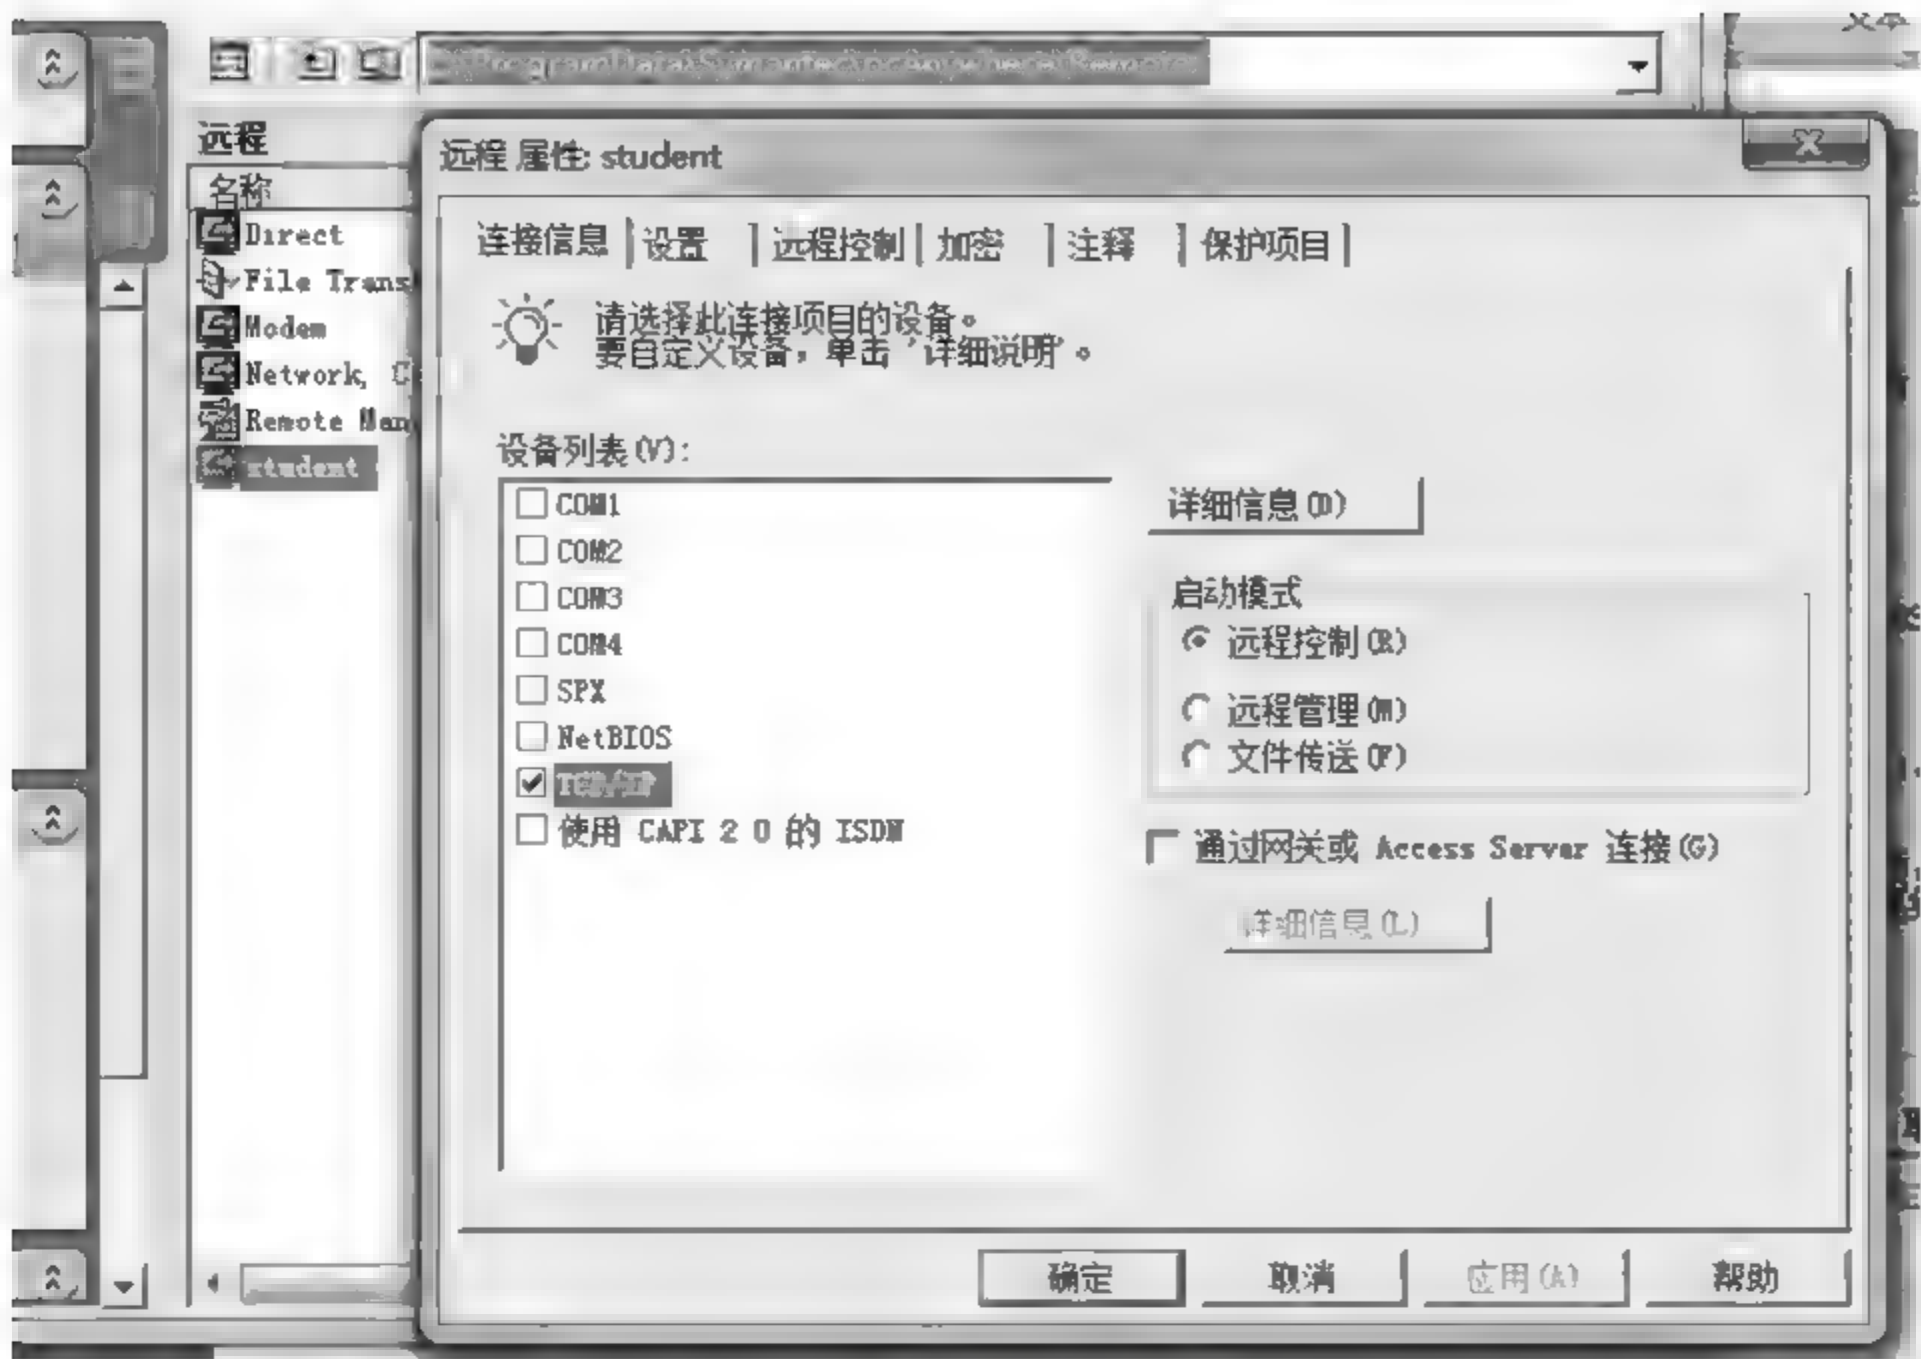 远程
名称
Direct
File Trans
Modem
Network, C
Remote Man
student
远程 属性: student
连接信息 设置 远程控制 加密 注释 保护项目
请选择此连接项目的设备。
要自定义设备,单击 '详细说明'。
设备列表(V):
COM1
COM2
COM3
COM4
SPX
NetBIOS
TCP/IP
使用 CAPI 2 0 的 ISDN
详细信息(D)
启动模式
远程控制(R)
远程管理(M)
文件传送(F)
通过网关或 Access Server 连接(G)
详细信息(L)
确定 取消 应用(A) 帮助